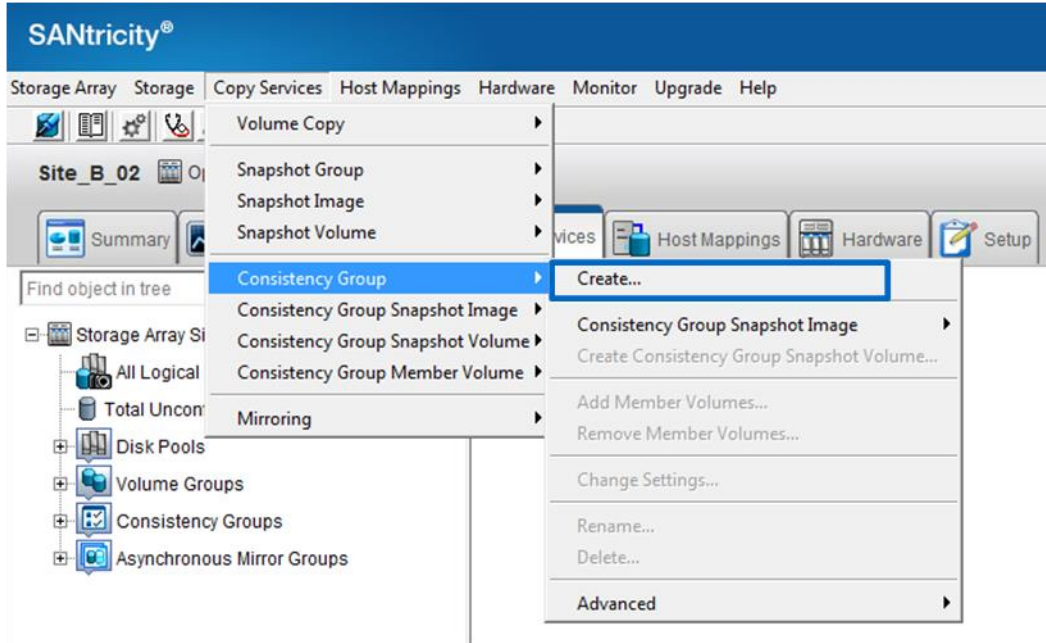 SANtricity®
Storage Array Storage Copy Services Host Mappings Hardware Monitor Upgrade Help
Site_B_02
Summary
Host Mappings
Hardware
Setup
Find object in tree
Storage Array
All Logical
Total
Disk Pools
Volume Groups
Consistency Groups
Asynchronous Mirror Groups
Volume Copy
Snapshot Group
Snapshot Image
Snapshot Volume
Consistency Group
Consistency Group Snapshot Image
Consistency Group Snapshot Volume
Consistency Group Member Volume
Mirroring
Create...
Consistency Group Snapshot Image
Create Consistency Group Snapshot Volume...
Add Member Volumes...
Remove Member Volumes...
Change Settings...
Rename...
Delete...
Advanced